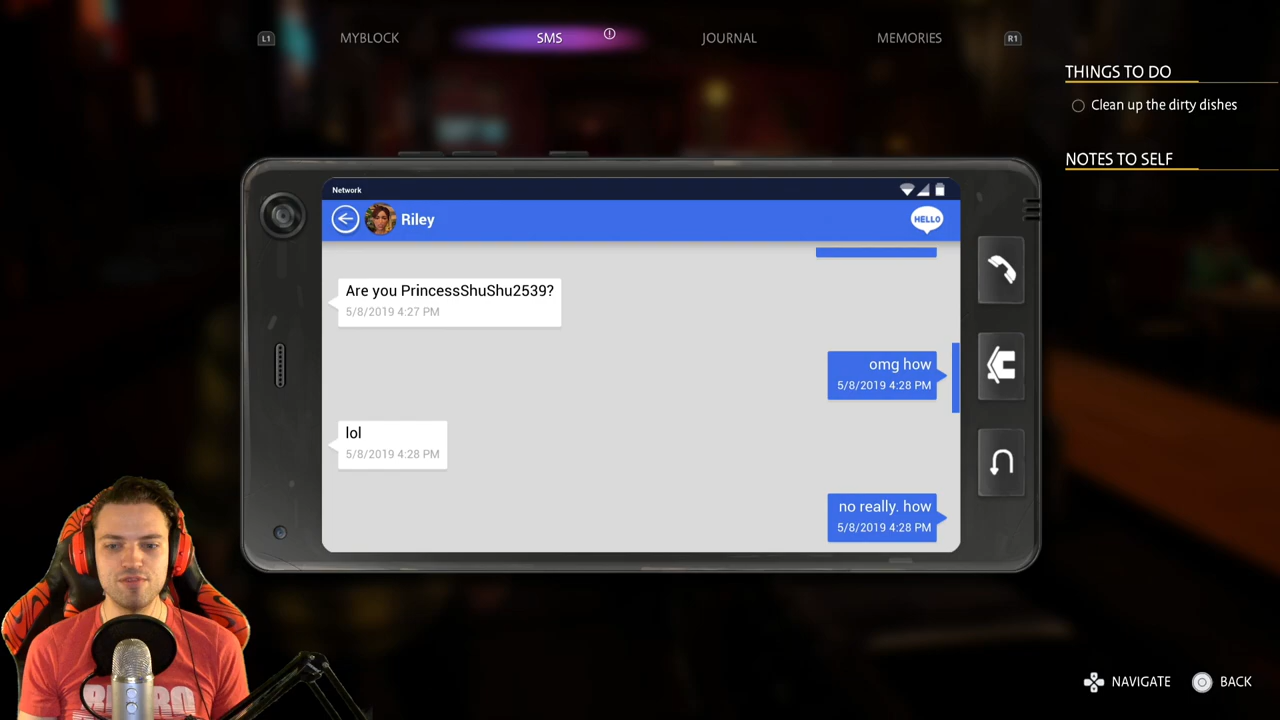 L1
MYBLOCK
SMS
JOURNAL
MEMORIES
R1
THINGS TO DO
Clean up the dirty dishes
NOTES TO SELF
Network
Riley
HELLO
Are you PrincessShuShu2539?
5/8/2019 4:27 PM
omg how
5/8/2019 4:28 PM
lol
5/8/2019 4:28 PM
no really. how
5/8/2019 4:28 PM
NAVIGATE
BACK